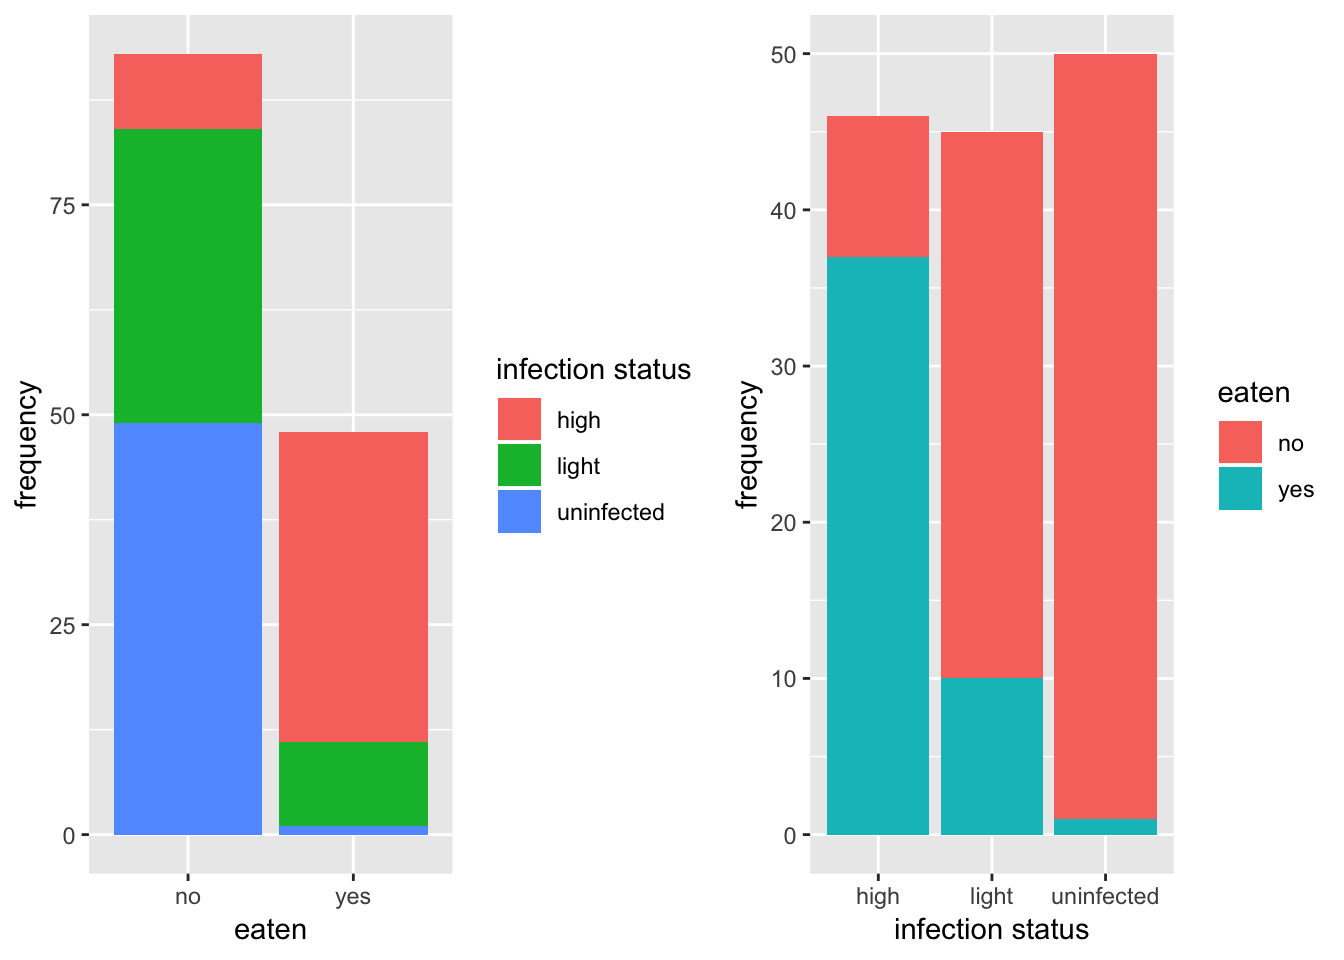 75
50
25
0
frequency
no yes
eaten
infection status
high
light
uninfected
50
40
30
20
10
0
frequency
high light uninfected
infection status
eaten
no
yes